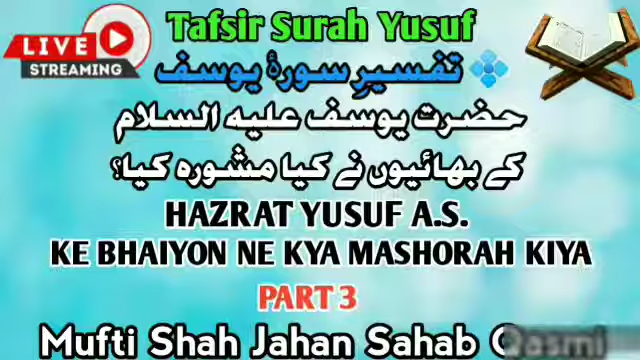 LIVE
STREAMING
Tafsir Surah Yusuf
تفسیرِ سورۂ یوسف
حضرت یوسف علیہ السلام
کے بھائیوں نے کیا مشورہ کیا؟
HAZRAT YUSUF A.S.
KE BHAIYON NE KYA MASHORAH KIYA
PART 3
Mufti Shah Jahan Sahab Qasmi